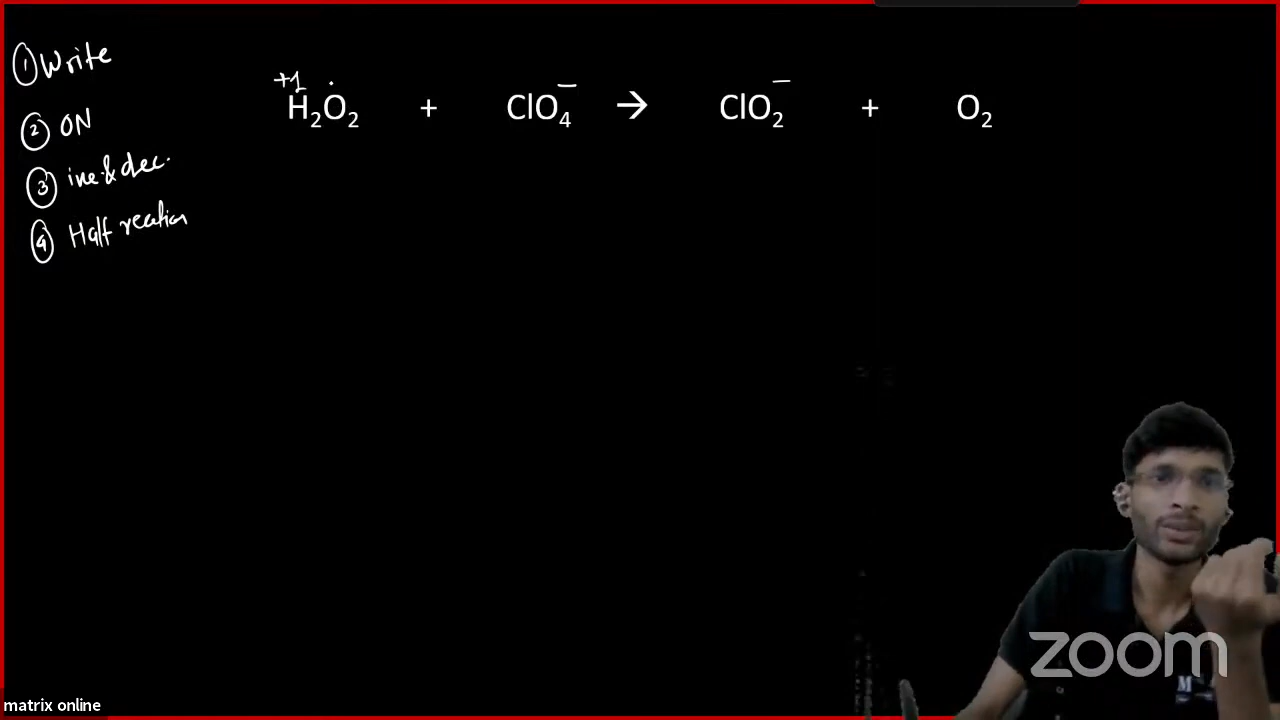 ① Write
+1
H₂O₂ + ClO₄⁻ → ClO₂⁻ + O₂
② ON
③ inc & dec.
④ Half reaction
zoom
M
matrix online